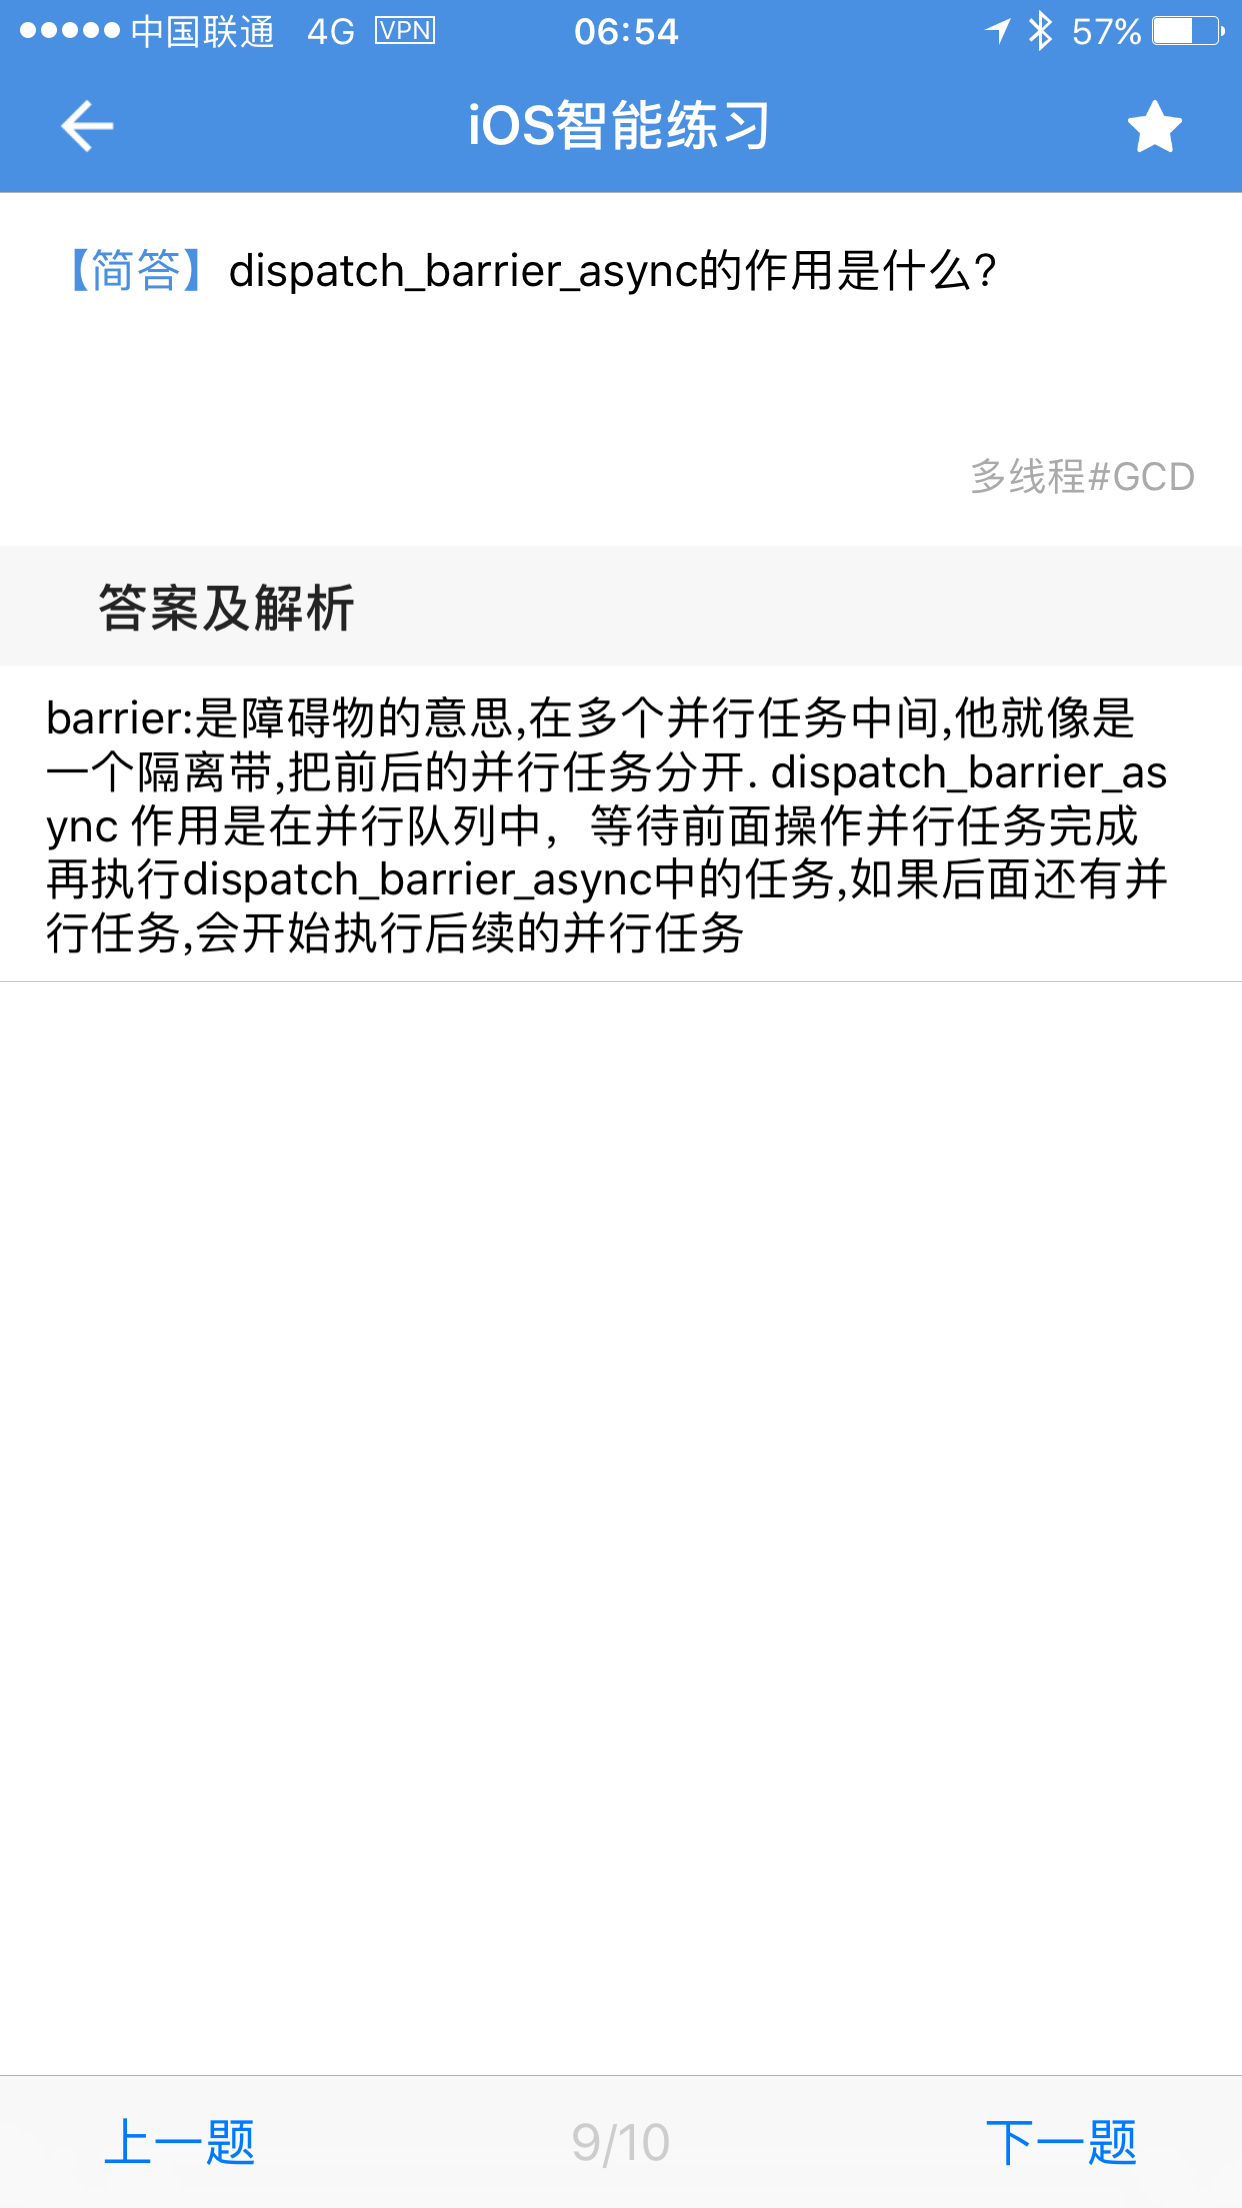 中国联通 4G VPN 06:54 57%
iOS智能练习
【简答】dispatch_barrier_async的作用是什么?
多线程#GCD
答案及解析
barrier:是障碍物的意思,在多个并行任务中间,他就像是
一个隔离带,把前后的并行任务分开. dispatch_barrier_as
ync 作用是在并行队列中，等待前面操作并行任务完成
再执行dispatch_barrier_async中的任务,如果后面还有并
行任务,会开始执行后续的并行任务
上一题 9/10 下一题